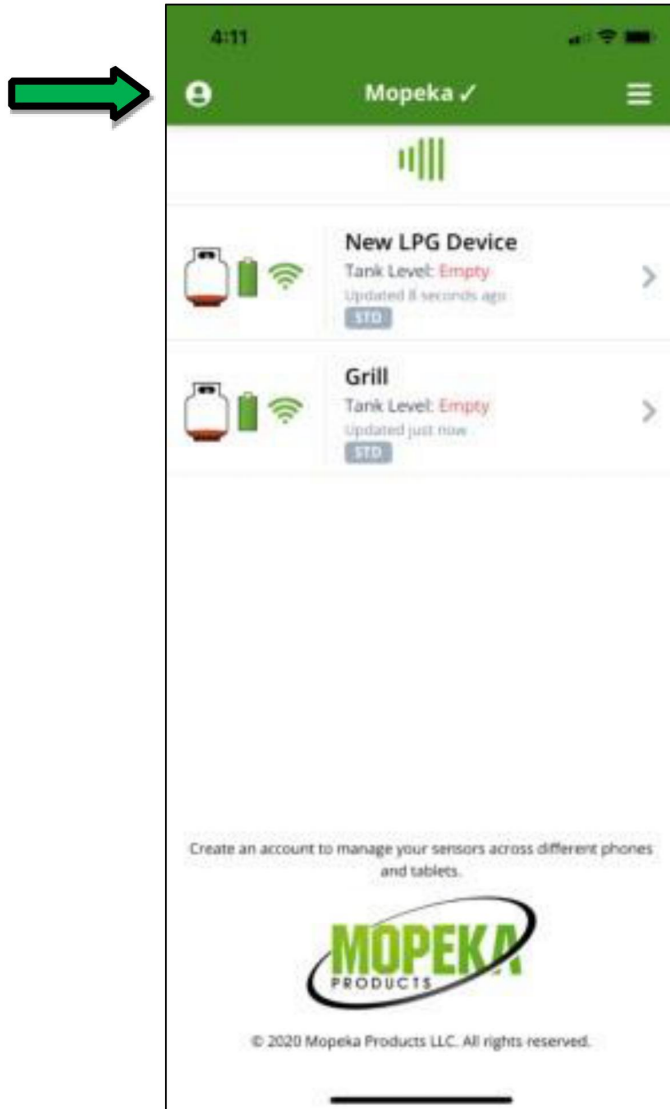 4:11
Mopeka ✓
New LPG Device
Tank Level: Empty
Updated 8 seconds ago
STD
Grill
Tank Level: Empty
Updated just now
STD
Create an account to manage your sensors across different phones
and tablets.
MOPEKA
PRODUCTS
© 2020 Mopeka Products LLC. All rights reserved.